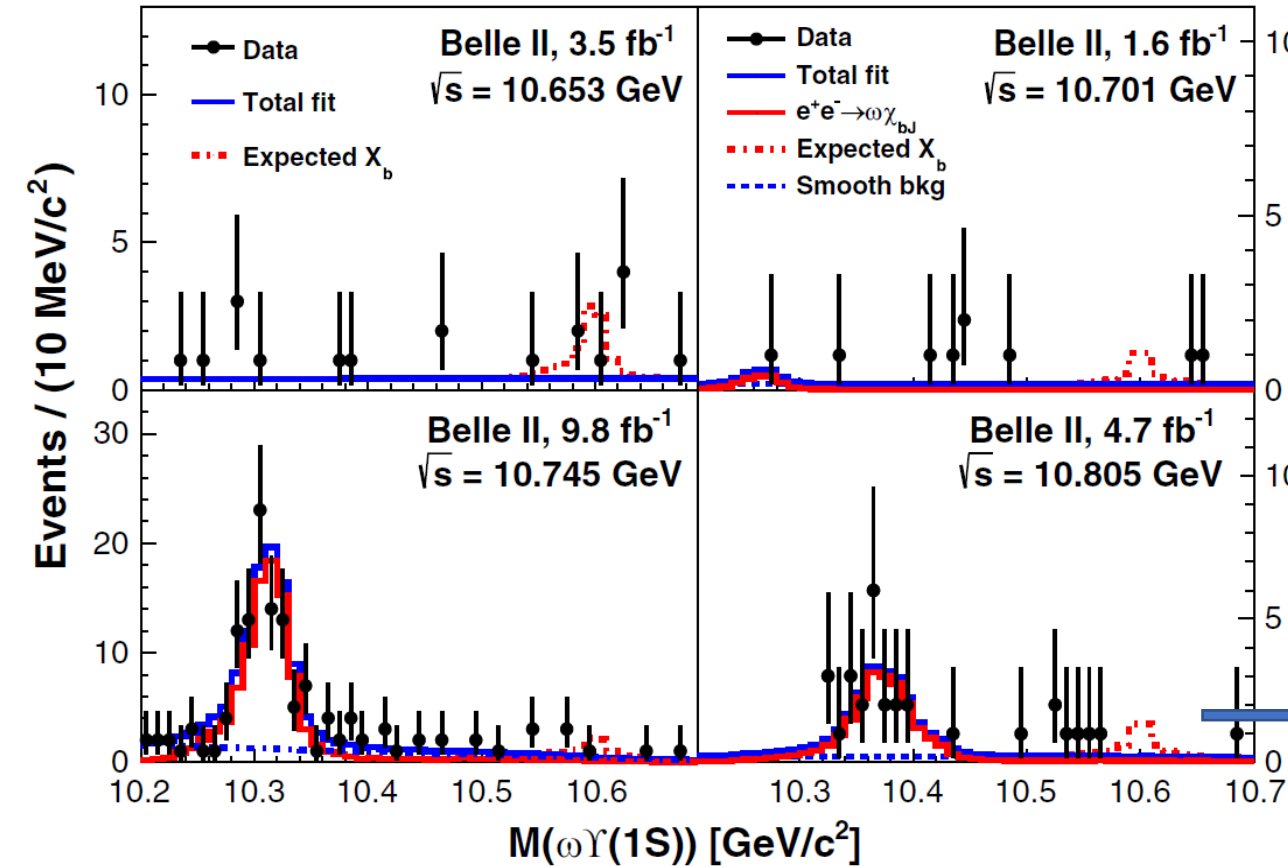 Data
Total fit
Expected X_b
Belle II, 3.5 fb⁻¹
√s = 10.653 GeV
10
5
0
Data
Total fit
e⁺e⁻→ωχ_bJ
Expected X_b
Smooth bkg
Belle II, 1.6 fb⁻¹
√s = 10.701 GeV
5
0
Events / (10 MeV/c²)
Belle II, 9.8 fb⁻¹
√s = 10.745 GeV
30
20
10
0
Belle II, 4.7 fb⁻¹
√s = 10.805 GeV
5
0
10.2 10.3 10.4 10.5 10.6
10.3 10.4 10.5 10.6 10.7
M(ωϒ(1S)) [GeV/c²]